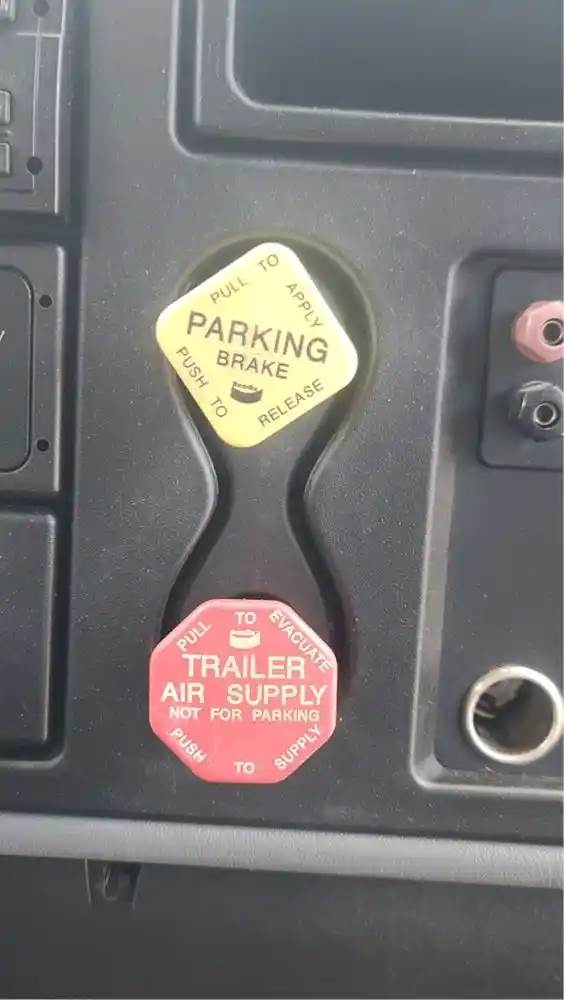 PULL TO APPLY
PARKING
BRAKE
Bendix
PUSH TO RELEASE
PULL TO EVACUATE
TRAILER
AIR SUPPLY
NOT FOR PARKING
PUSH TO SUPPLY